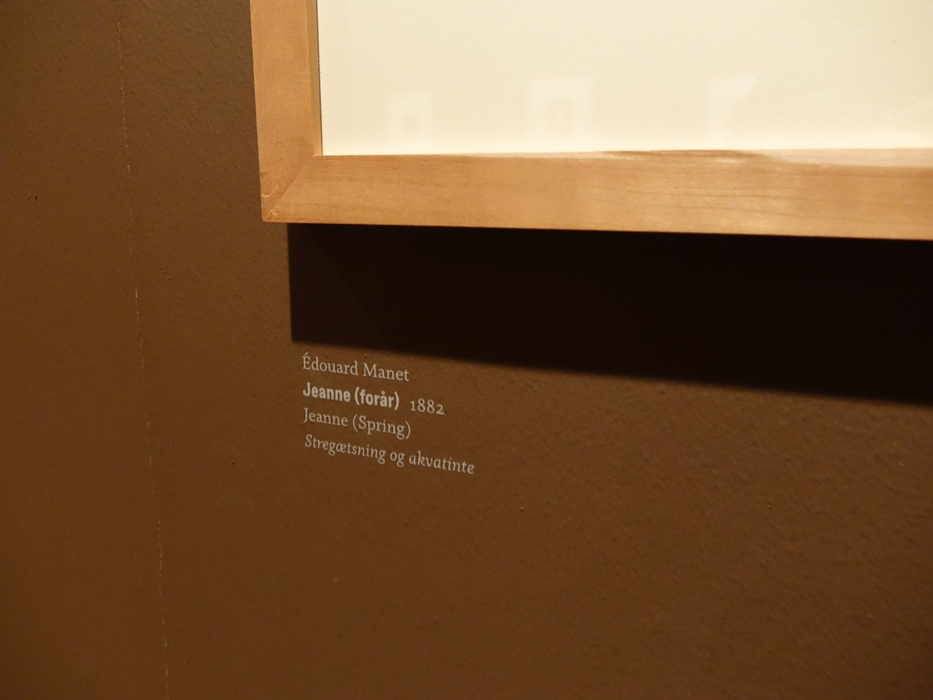 Édouard Manet
Jeanne (forår) 1882
Jeanne (Spring)
Stregætsning og akvatinte